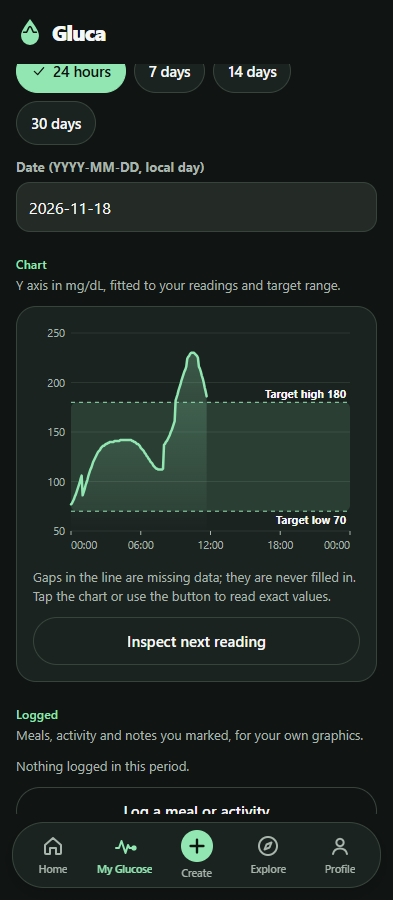 Gluca
24 hours
7 days
14 days
30 days
Date (YYYY-MM-DD, local day)
2026-11-18
Chart
Y axis in mg/dL, fitted to your readings and target range.
250
200
Target high 180
150
100
Target low 70
50
00:00 06:00 12:00 18:00 00:00
Gaps in the line are missing data; they are never filled in.
Tap the chart or use the button to read exact values.
Inspect next reading
Logged
Meals, activity and notes you marked, for your own graphics.
Nothing logged in this period.
Log a meal or activity
Home
My Glucose
Create
Explore
Profile